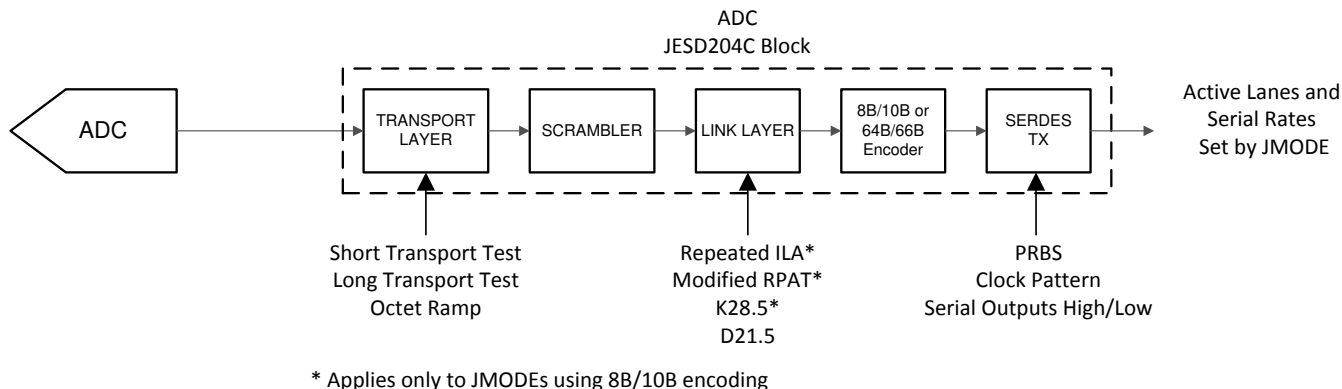 ADC
JESD204C Block
ADC
TRANSPORT
LAYER
SCRAMBLER
LINK LAYER
8B/10B or
64B/66B
Encoder
SERDES
TX
Active Lanes and
Serial Rates
Set by JMODE
Short Transport Test
Long Transport Test
Octet Ramp
Repeated ILA*
Modified RPAT*
K28.5*
D21.5
PRBS
Clock Pattern
Serial Outputs High/Low
* Applies only to JMODEs using 8B/10B encoding